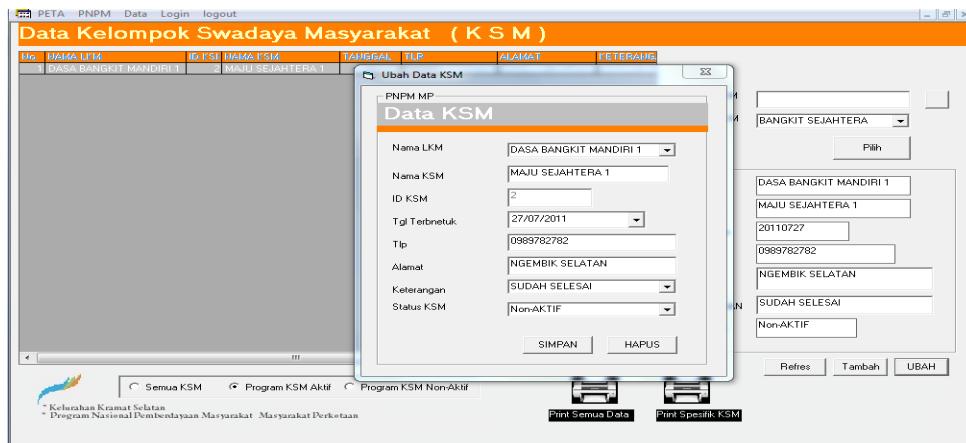 PETA PNPM Data Login logout
Data Kelompok Swadaya Masyarakat ( K S M )
No NAMA LKM ID KSI NAMA KSM TANGGAL TLP ALAMAT KETERANG
1 DASA BANGKIT MANDIRI 1 2 MAJU SEJAHTERA 1
Ubah Data KSM
PNPM MP
Data KSM
Nama LKM DASA BANGKIT MANDIRI 1
Nama KSM MAJU SEJAHTERA 1
ID KSM 2
Tgl Terbnetuk 27/07/2011
Tlp 0989782782
Alamat NGEMBIK SELATAN
Keterangan SUDAH SELESAI
Status KSM Non-AKTIF
SIMPAN HAPUS
M
M BANGKIT SEJAHTERA
Pilih
DASA BANGKIT MANDIRI 1
MAJU SEJAHTERA 1
20110727
0989782782
NGEMBIK SELATAN
N SUDAH SELESAI
Non-AKTIF
Refres Tambah UBAH
Semua KSM Program KSM Aktif Program KSM Non-Aktif
* Kelurahan Kramat Selatan
* Program Nasional Pemberdayaan Masyarakat Masyarakat Perkotaan
Print Semua Data Print Spesifik KSM